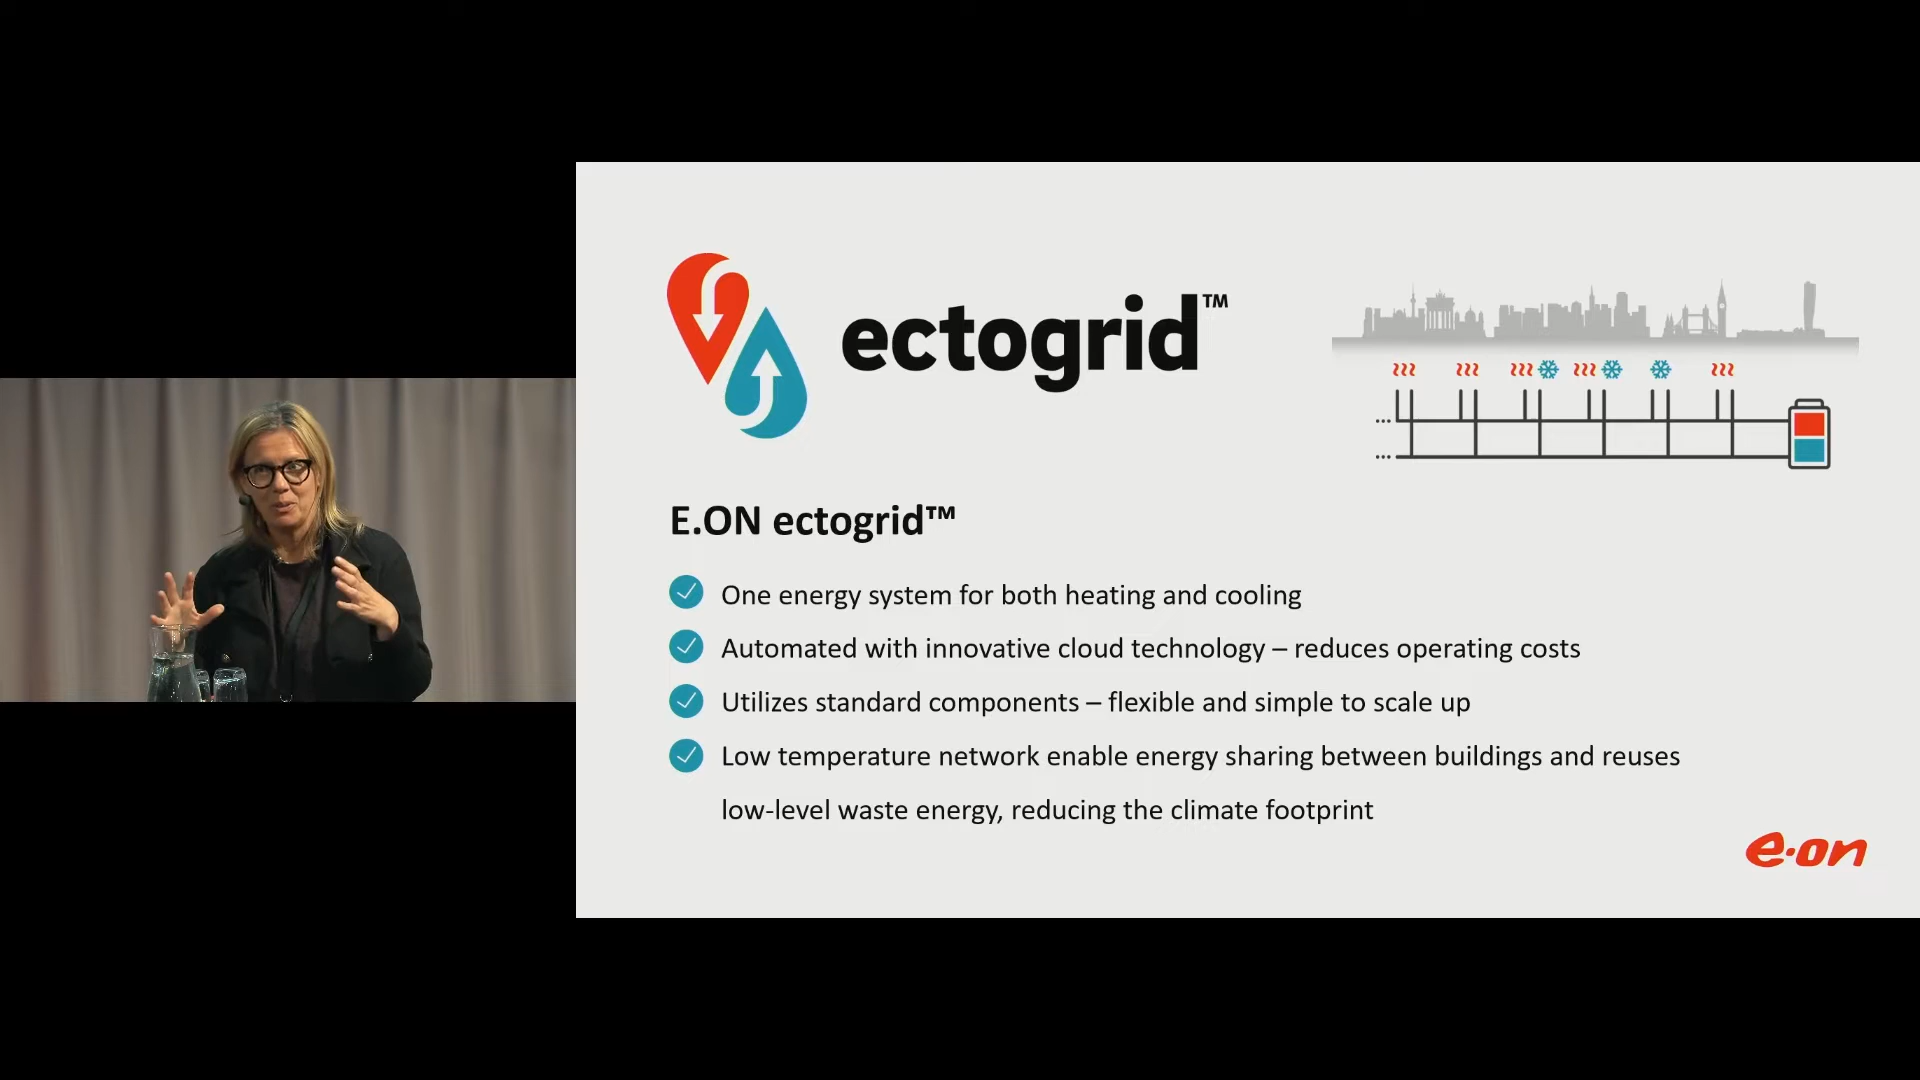 ectogrid™
...
...
E.ON ectogrid™
One energy system for both heating and cooling
Automated with innovative cloud technology – reduces operating costs
Utilizes standard components – flexible and simple to scale up
Low temperature network enable energy sharing between buildings and reuses
low-level waste energy, reducing the climate footprint
e·on